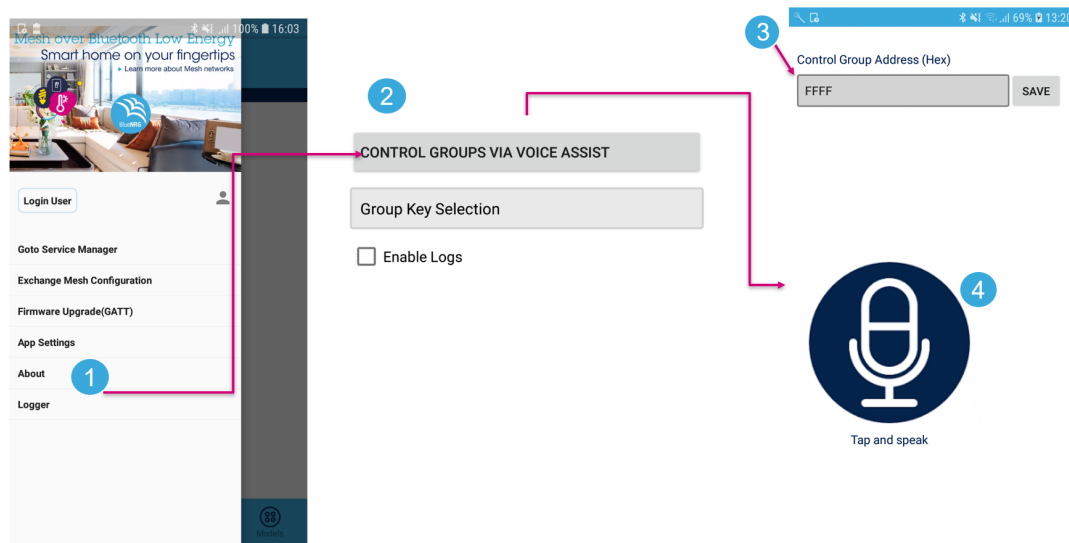 100% 16:03
Mesh over Bluetooth Low Energy
Smart home on your fingertips
▸ Learn more about Mesh networks
BlueNRG
Login User
Goto Service Manager
Exchange Mesh Configuration
Firmware Upgrade(GATT)
App Settings
About
1
Logger
Models
2
CONTROL GROUPS VIA VOICE ASSIST
Group Key Selection
Enable Logs
69% 13:20
3
Control Group Address (Hex)
FFFF
SAVE
4
Tap and speak